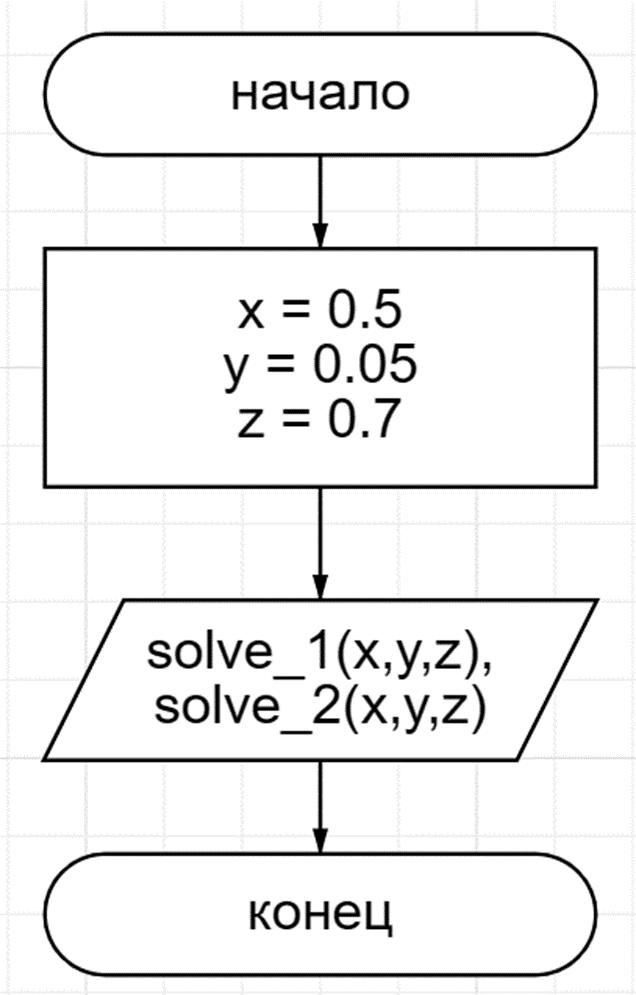 начало
x = 0.5
y = 0.05
z = 0.7
solve_1(x,y,z),
solve_2(x,y,z)
конец